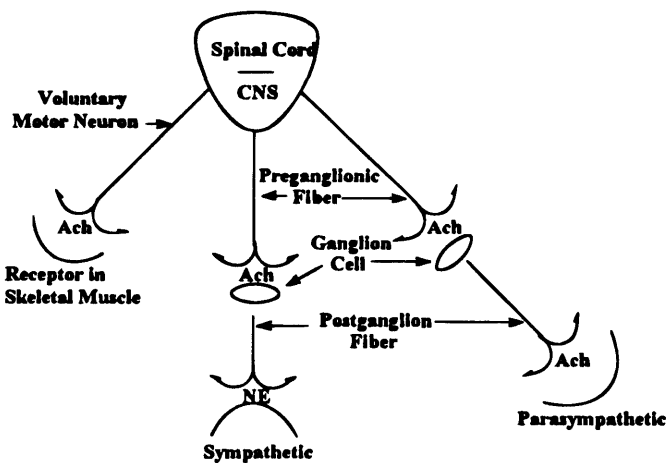 Spinal Cord
CNS
Voluntary
Motor Neuron
Preganglionic
Fiber
Ach
Ach
Receptor in
Skeletal Muscle
Ganglion
Cell
Ach
Postganglion
Fiber
Ach
NE
Sympathetic
Parasympathetic